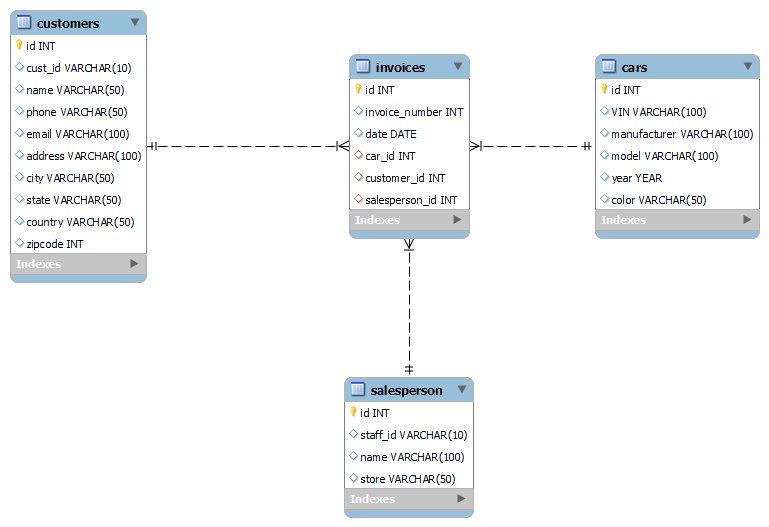 customers
id INT
cust_id VARCHAR(10)
name VARCHAR(50)
phone VARCHAR(50)
email VARCHAR(100)
address VARCHAR(100)
city VARCHAR(50)
state VARCHAR(50)
country VARCHAR(50)
zipcode INT
Indexes
invoices
id INT
invoice_number INT
date DATE
car_id INT
customer_id INT
salesperson_id INT
Indexes
cars
id INT
VIN VARCHAR(100)
manufacturer VARCHAR(100)
model VARCHAR(100)
year YEAR
color VARCHAR(50)
Indexes
salesperson
id INT
staff_id VARCHAR(10)
name VARCHAR(100)
store VARCHAR(50)
Indexes